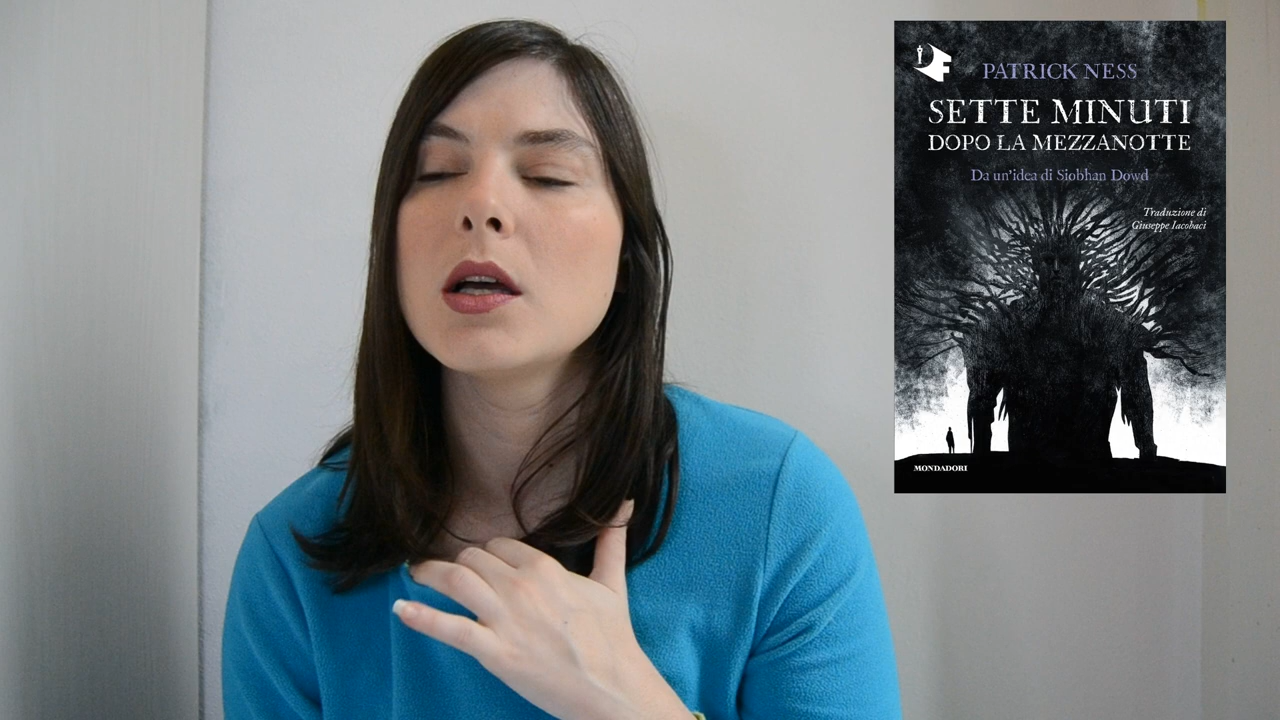 PATRICK NESS
SETTE MINUTI
DOPO LA MEZZANOTTE
Da un'idea di Siobhan Dowd
Traduzione di
Giuseppe Iacobaci
MONDADORI